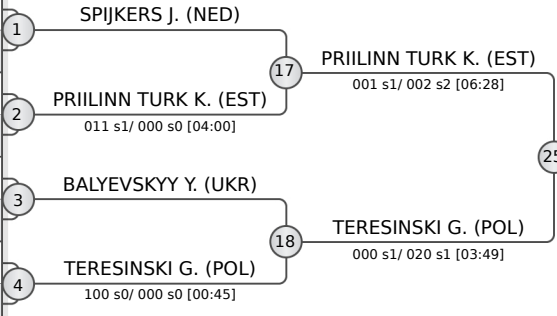 SPIJKERS J. (NED)
1
17
PRIILINN TURK K. (EST)
001 s1/ 002 s2 [06:28]
PRIILINN TURK K. (EST)
2
011 s1/ 000 s0 [04:00]
25
BALYEVSKYY Y. (UKR)
3
18
TERESINSKI G. (POL)
000 s1/ 020 s1 [03:49]
TERESINSKI G. (POL)
4
100 s0/ 000 s0 [00:45]